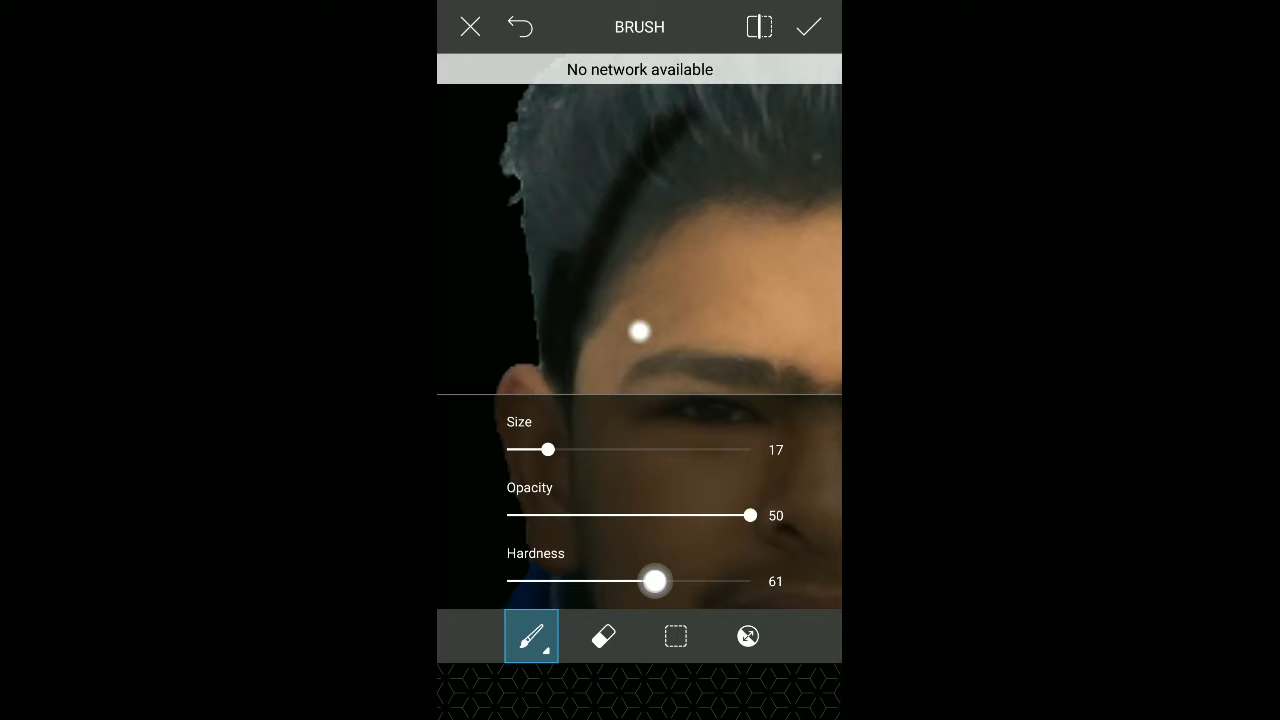 BRUSH
No network available
Size
17
Opacity
50
Hardness
61